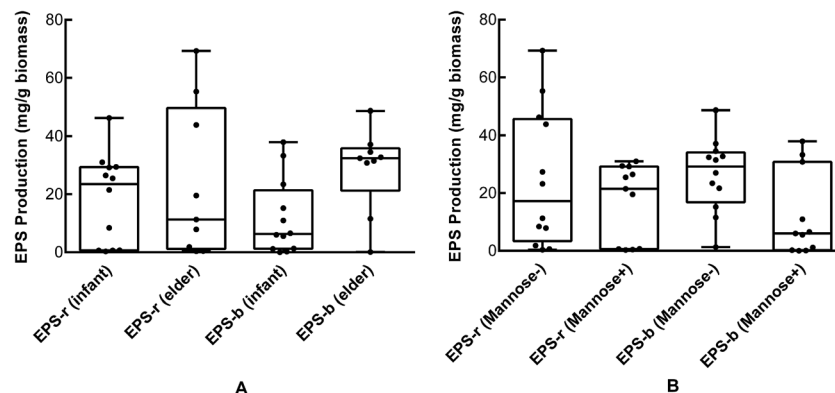 EPS Production (mg/g biomass)
80
60
40
20
0
EPS-r (infant)
EPS-r (elder)
EPS-b (infant)
EPS-b (elder)
A
EPS Production (mg/g biomass)
80
60
40
20
0
EPS-r (Mannose-)
EPS-r (Mannose+)
EPS-b (Mannose-)
EPS-b (Mannose+)
B